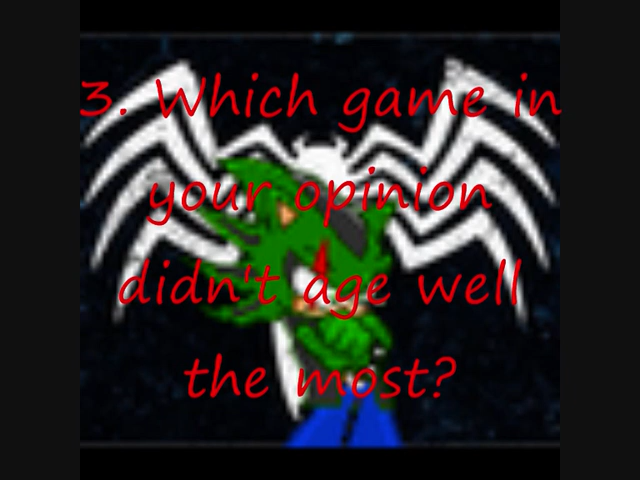 3. Which game in
your opinion
didn't age well
the most?